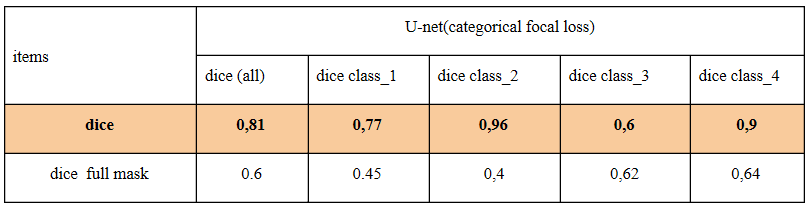 U-net(categorical focal loss)
items
dice (all) dice class_1 dice class_2 dice class_3 dice class_4
dice 0,81 0,77 0,96 0,6 0,9
dice full mask 0.6 0.45 0,4 0,62 0,64